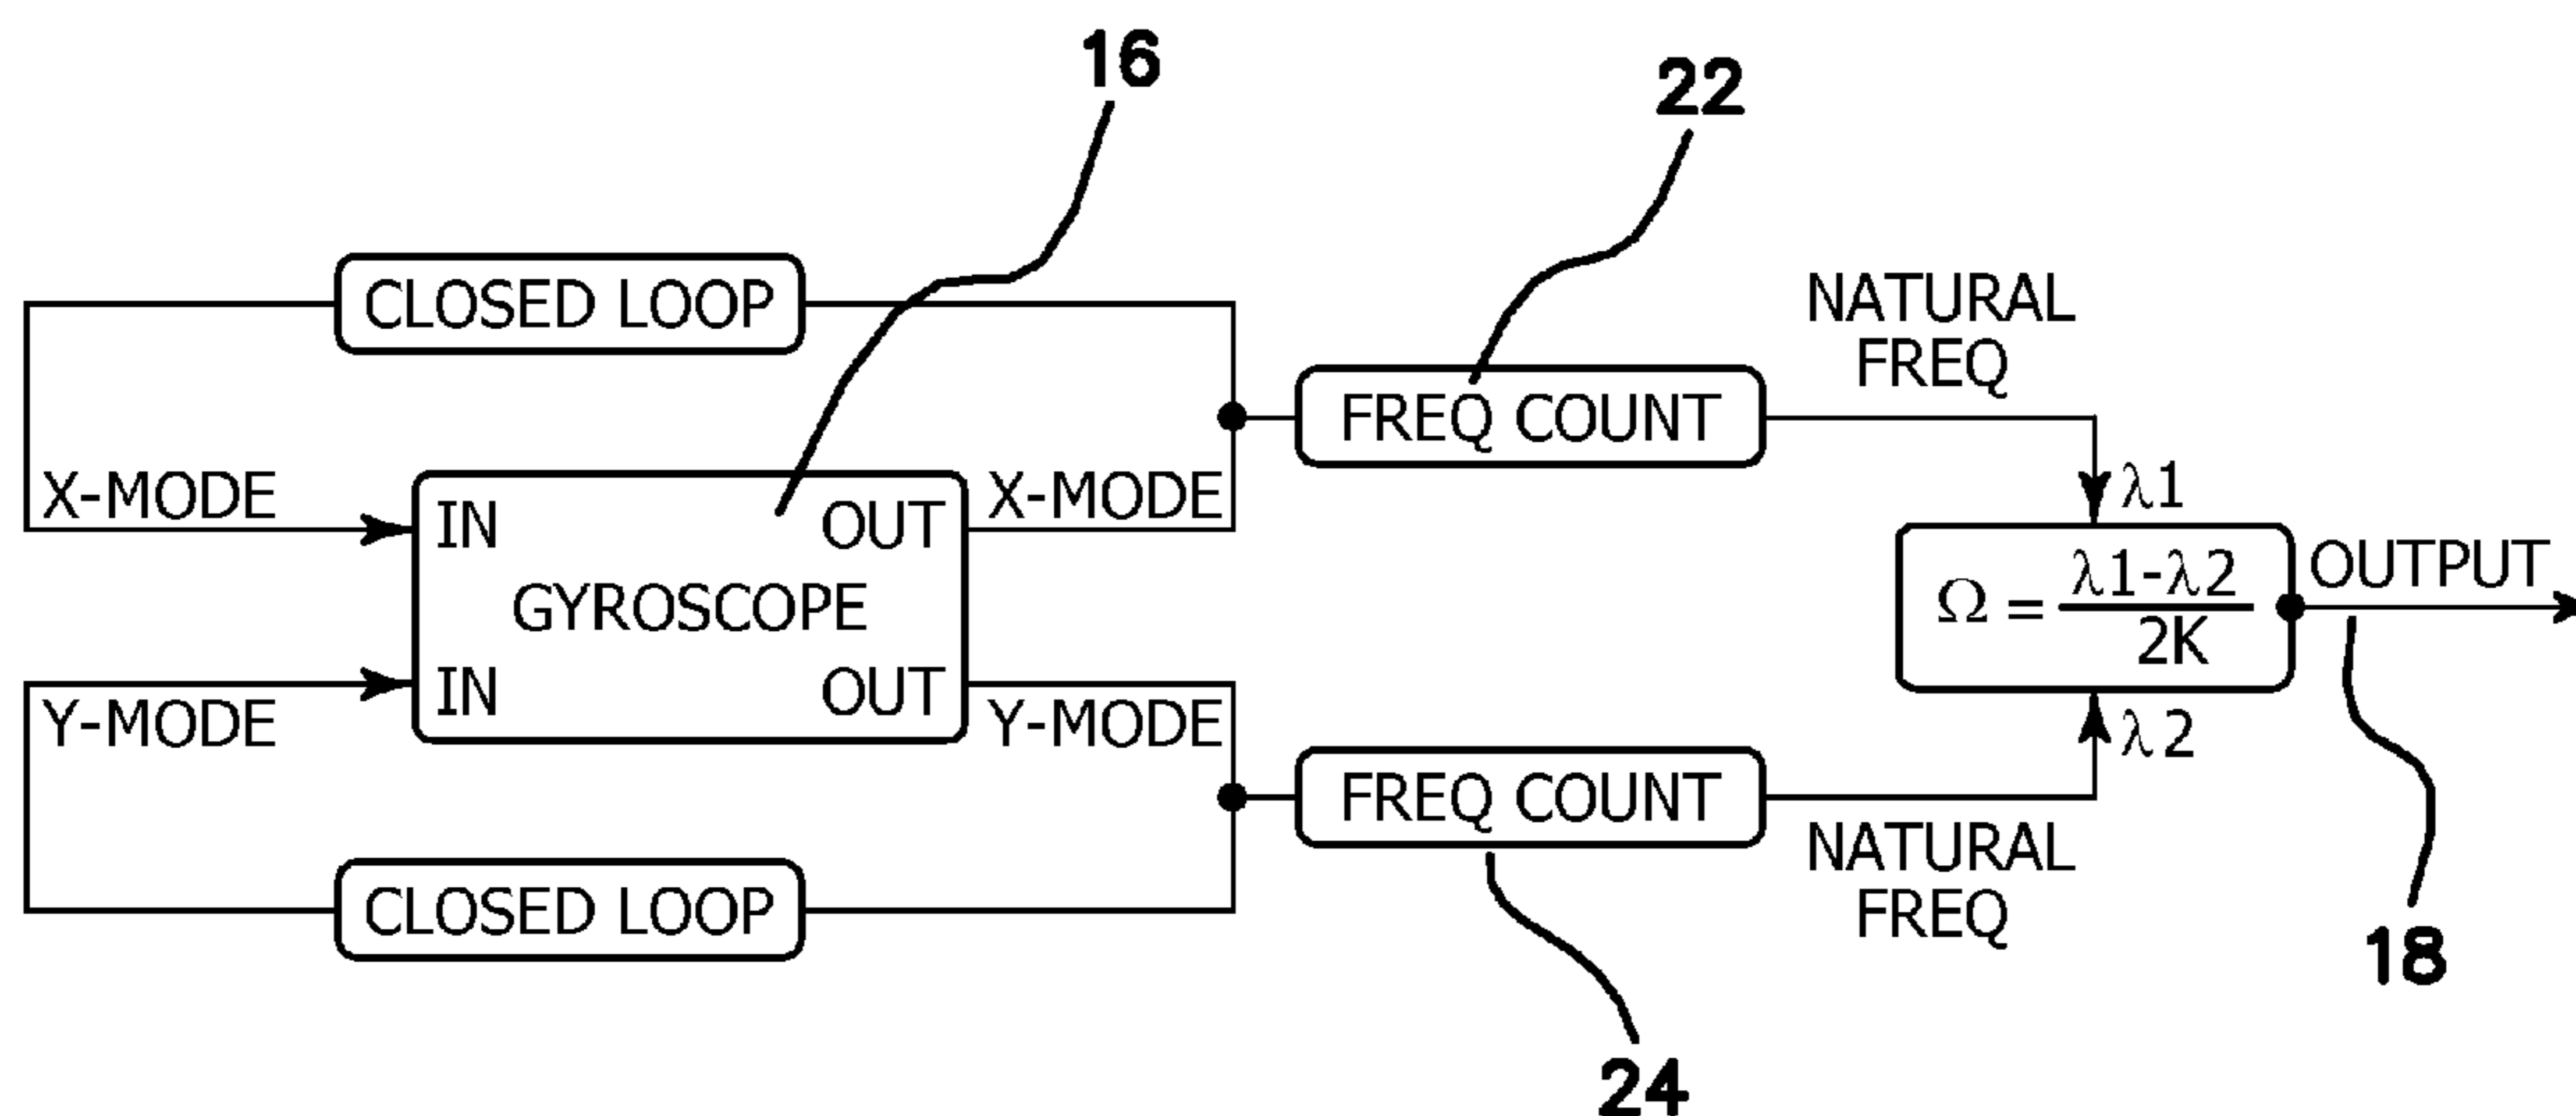 16
22
CLOSED LOOP
NATURAL
FREQ
FREQ COUNT
X-MODE
IN
OUT
X-MODE
λ1
GYROSCOPE
Ω = λ1-λ2
2K
OUTPUT
IN
OUT
Y-MODE
Y-MODE
λ2
FREQ COUNT
NATURAL
FREQ
CLOSED LOOP
18
24